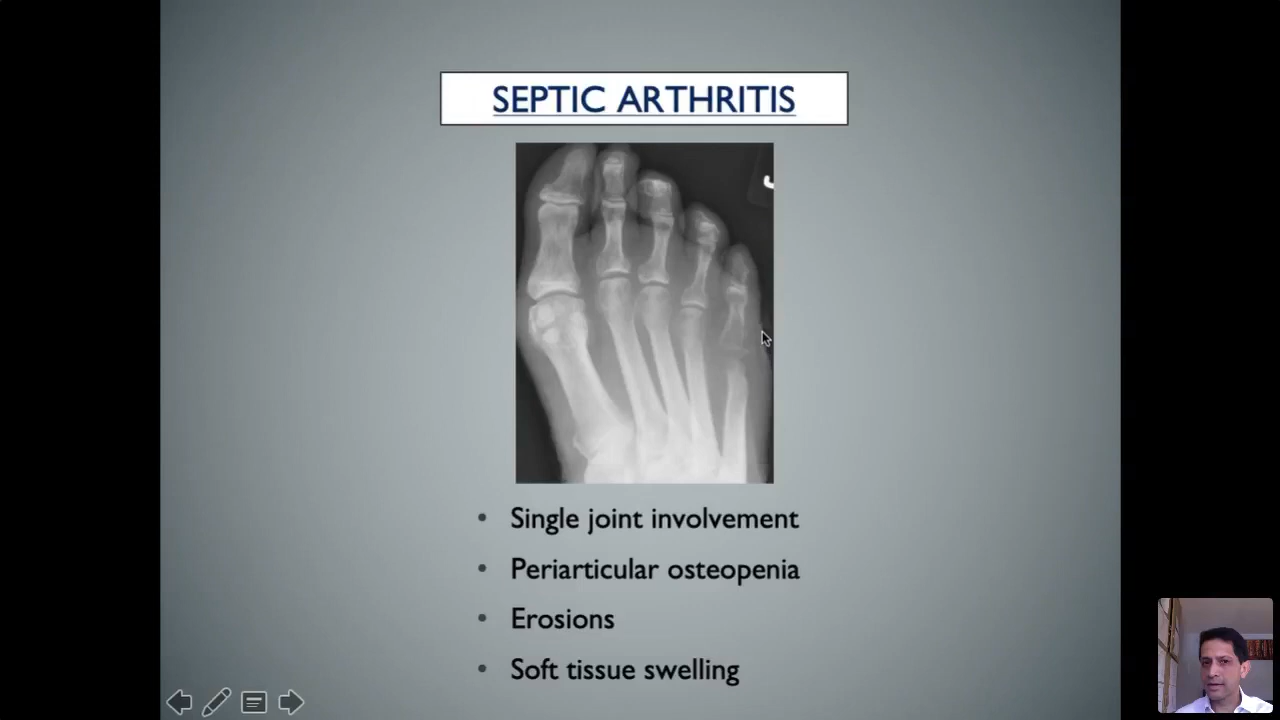 SEPTIC ARTHRITIS
Single joint involvement
Periarticular osteopenia
Erosions
Soft tissue swelling